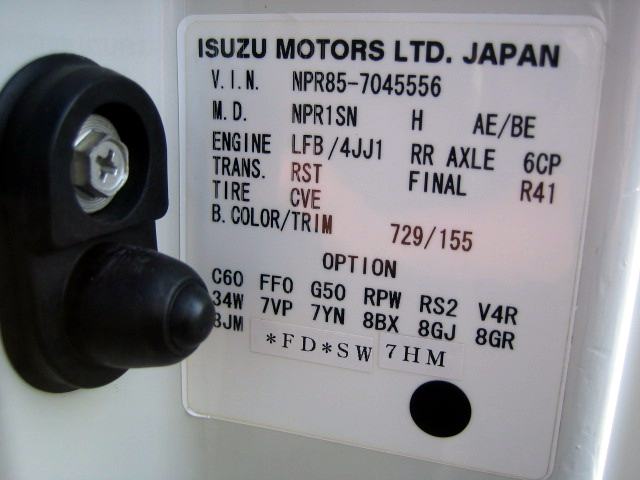 ISUZU MOTORS LTD. JAPAN
V.I.N. NPR85-7045556
M.D. NPR1SN H AE/BE
ENGINE LFB/4JJ1 RR AXLE 6CP
TRANS. RST FINAL R41
TIRE CVE
B.COLOR/TRIM 729/155
OPTION
C60 FF0 G50 RPW RS2 V4R
34W 7VP 7YN 8BX 8GJ 8GR
8JM *FD*SW 7HM